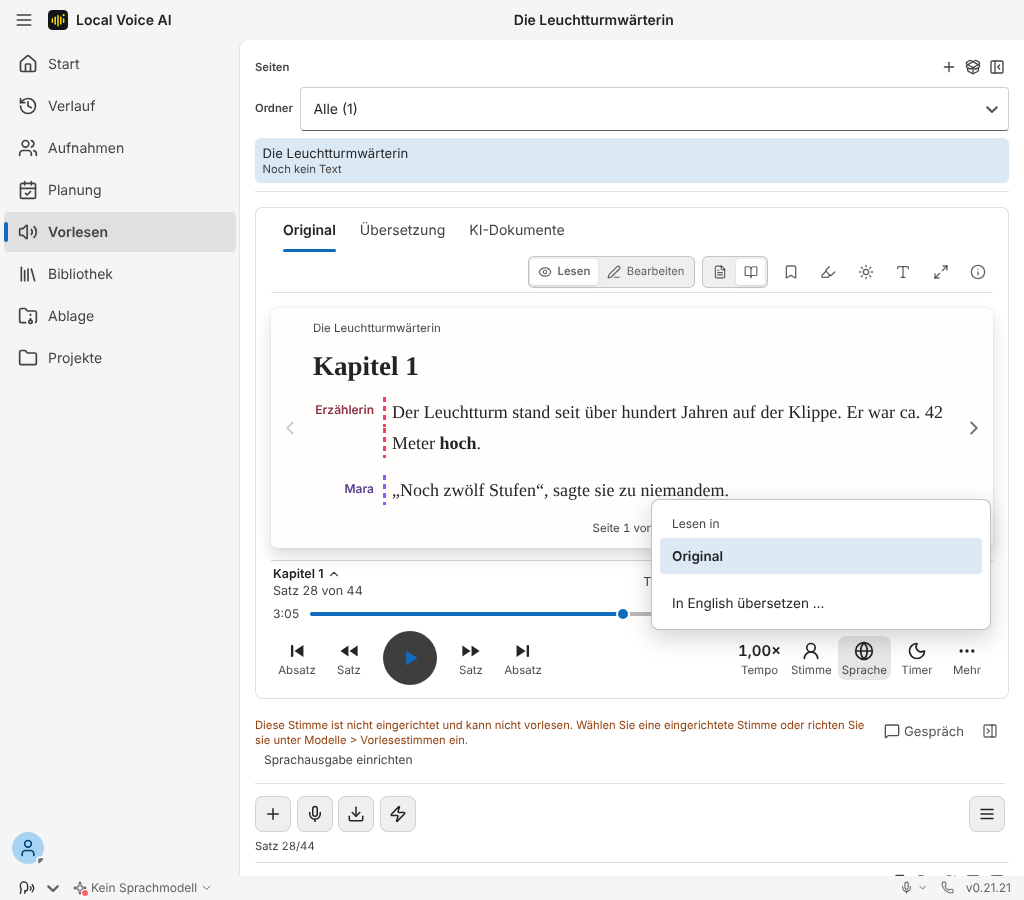 Local Voice AI
Die Leuchtturmwärterin
Start
Verlauf
Aufnahmen
Planung
Vorlesen
Bibliothek
Ablage
Projekte
Seiten
Ordner
Alle (1)
Die Leuchtturmwärterin
Noch kein Text
Original
Übersetzung
KI-Dokumente
Lesen
Bearbeiten
Die Leuchtturmwärterin
Kapitel 1
Erzählerin
Der Leuchtturm stand seit über hundert Jahren auf der Klippe. Er war ca. 42
Meter hoch.
Mara
„Noch zwölf Stufen“, sagte sie zu niemandem.
Seite 1 von
Lesen in
Original
In English übersetzen ...
Kapitel 1
Satz 28 von 44
3:05
Absatz
Satz
Satz
Absatz
1,00×
Tempo
Stimme
Sprache
Timer
Mehr
Diese Stimme ist nicht eingerichtet und kann nicht vorlesen. Wählen Sie eine eingerichtete Stimme oder richten Sie
sie unter Modelle > Vorlesestimmen ein.
Sprachausgabe einrichten
Gespräch
Satz 28/44
Kein Sprachmodell
v0.21.21